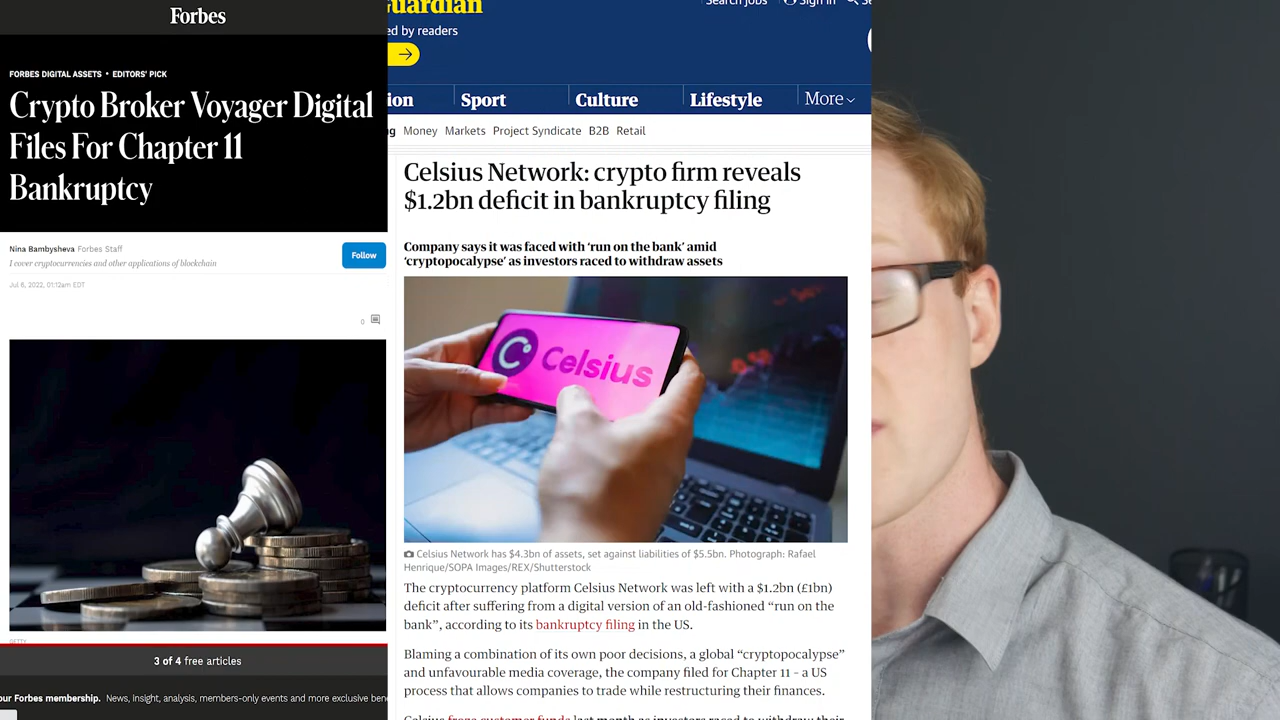 Forbes
FORBES DIGITAL ASSETS • EDITORS' PICK
Crypto Broker Voyager Digital
Files For Chapter 11
Bankruptcy
Nina Bambysheva Forbes Staff
I cover cryptocurrencies and other applications of blockchain
Follow
Jul 6, 2022, 01:12am EDT
0
GETTY
3 of 4 free articles
our Forbes membership. News, Insight, analysis, members-only events and more exclusive
uardian
Search jobs Sign in
ed by readers
ion Sport Culture Lifestyle More
Money Markets Project Syndicate B2B Retail
Celsius Network: crypto firm reveals
$1.2bn deficit in bankruptcy filing
Company says it was faced with ‘run on the bank’ amid
‘cryptopocalypse’ as investors raced to withdraw assets
Celsius
Celsius Network has $4.3bn of assets, set against liabilities of $5.5bn. Photograph: Rafael
Henrique/SOPA Images/REX/Shutterstock
The cryptocurrency platform Celsius Network was left with a $1.2bn (£1bn)
deficit after suffering from a digital version of an old-fashioned “run on the
bank”, according to its bankruptcy filing in the US.
Blaming a combination of its own poor decisions, a global “cryptopocalypse”
and unfavourable media coverage, the company filed for Chapter 11 – a US
process that allows companies to trade while restructuring their finances.
Celsius froze customer funds last month as investors raced to withdraw their